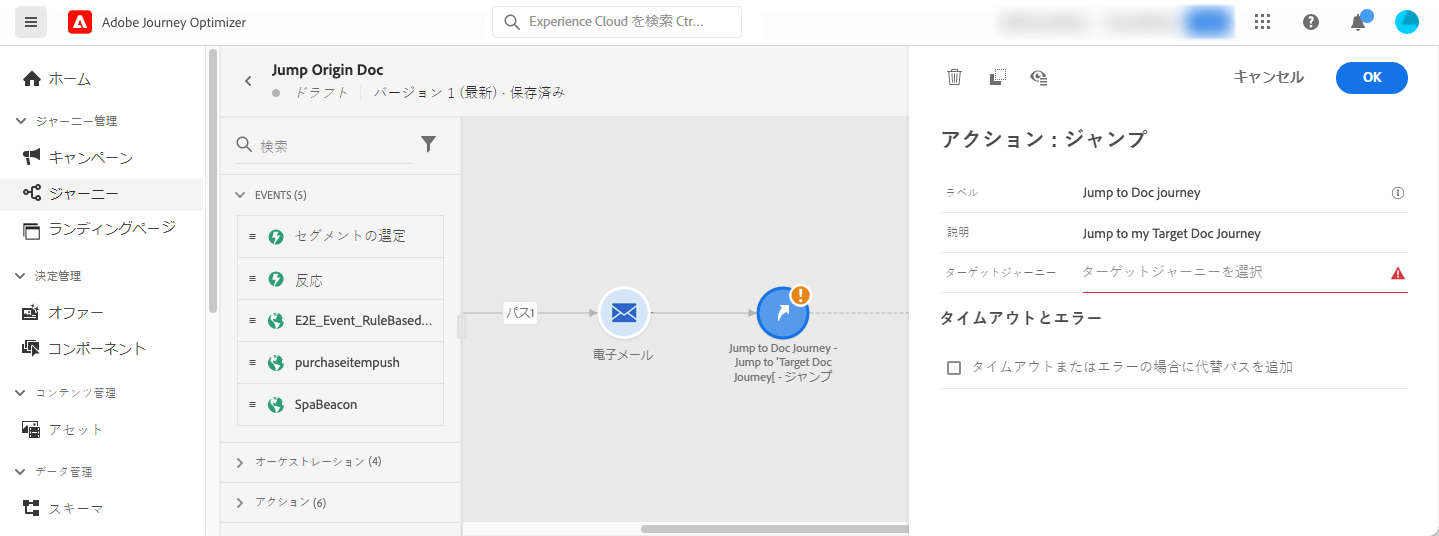 Adobe Journey Optimizer
Experience Cloud を検索 Ctr...
ホーム
ジャーニー管理
キャンペーン
ジャーニー
ランディングページ
決定管理
オファー
コンポーネント
コンテンツ管理
アセット
データ管理
スキーマ
Jump Origin Doc
ドラフト
バージョン 1 (最新) · 保存済み
検索
EVENTS (5)
セグメントの選定
反応
E2E_Event_RuleBased...
purchaseitempush
SpaBeacon
オーケストレーション (4)
アクション (6)
パス1
電子メール
Jump to Doc Journey -
Jump to 'Target Doc
Journey[ - ジャンプ
キャンセル
OK
アクション : ジャンプ
ラベル
Jump to Doc journey
説明
Jump to my Target Doc Journey
ターゲットジャーニー
ターゲットジャーニーを選択
タイムアウトとエラー
タイムアウトまたはエラーの場合に代替パスを追加